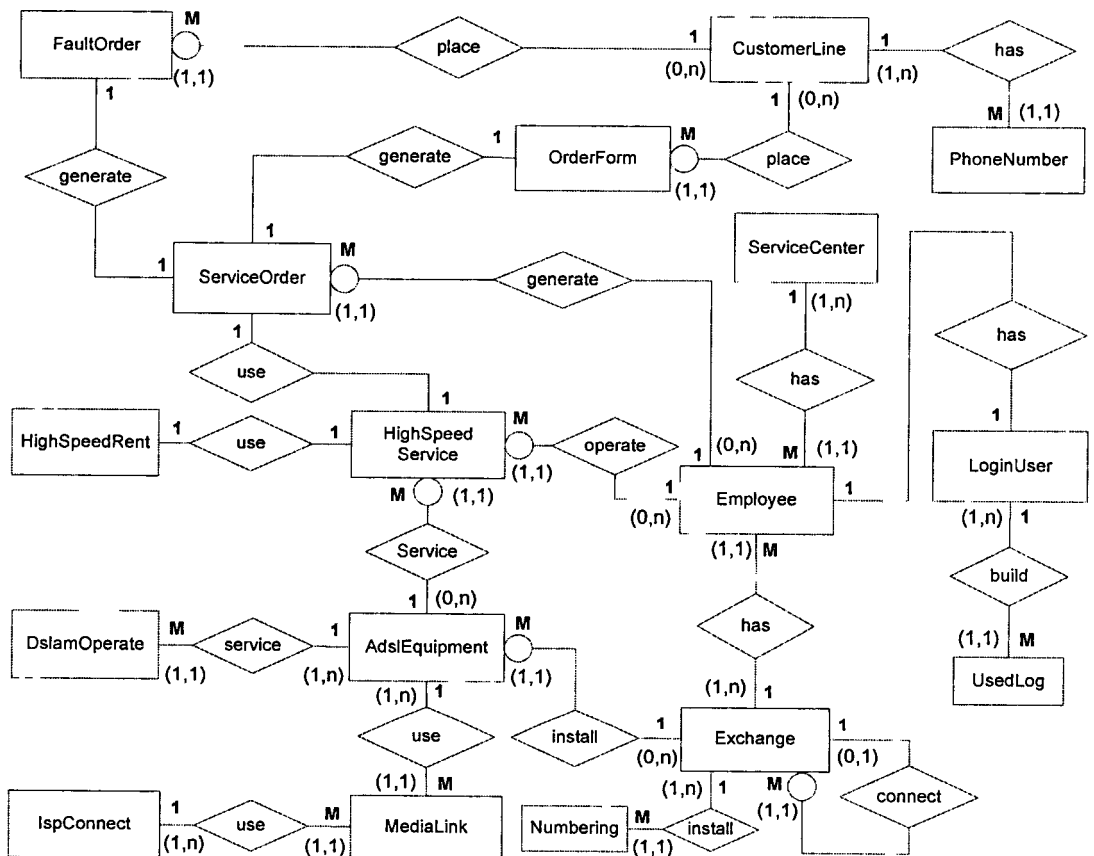 M
FaultOrder
place
1
CustomerLine
1
has
(1,1)
(0,n)
(1,n)
1
1
(0,n)
M
(1,1)
generate
1
OrderForm
M
place
PhoneNumber
generate
(1,1)
1
ServiceCenter
1
M
ServiceOrder
generate
1
(1,n)
has
(1,1)
1
use
has
1
M
1
HighSpeedRent
1
use
1
HighSpeed
Service
operate
(0,n)
(1,1)
LoginUser
(1,1)
1
M
M
(1,1)
1
Employee
1
(0,n)
(1,n)
1
(1,1)
M
Service
build
1
(0,n)
has
M
M
1
(1,1)
M
DslamOperate
service
AdslEquipment
UsedLog
(1,1)
(1,n)
(1,1)
(1,n)
1
(1,n)
1
use
install
1
Exchange
1
(0,n)
(0,1)
(1,1)
M
(1,n)
1
M
(1,1)
connect
1
M
IspConnect
use
MediaLink
Numbering
M
install
(1,n)
(1,1)
(1,1)